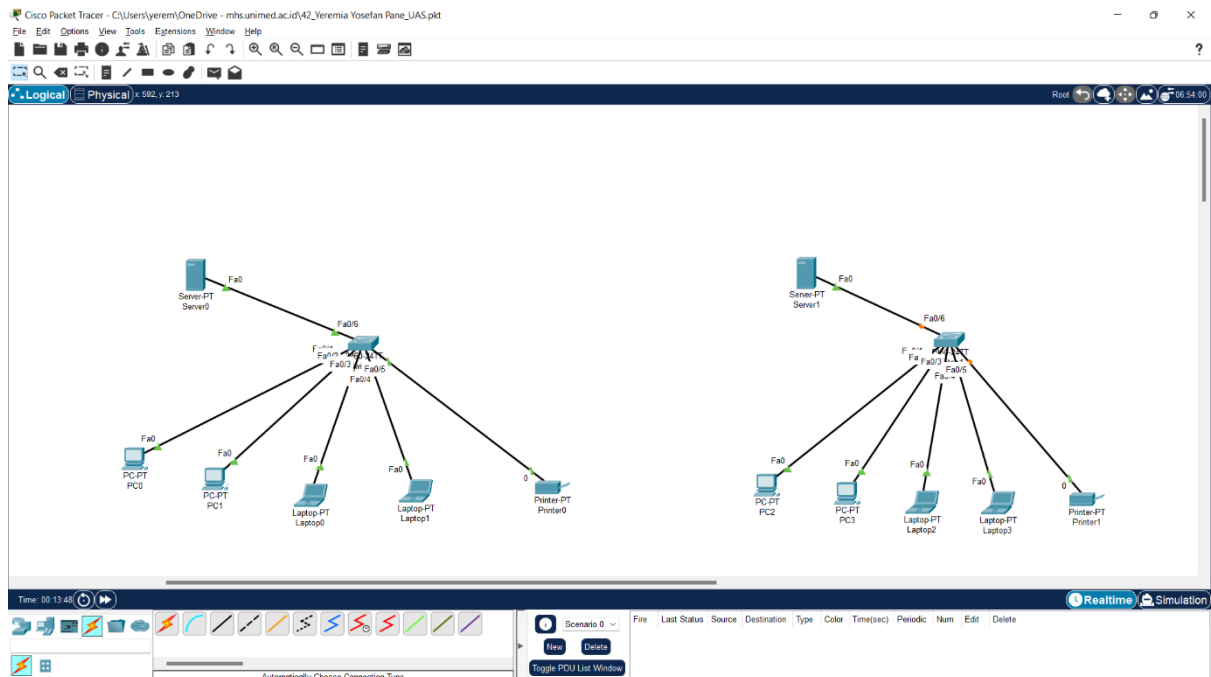 Cisco Packet Tracer - C:\Users\yerem\OneDrive - mhs.unimed.ac.id\42_Yeremia Yosefan Pane_UAS.pkt
File Edit Options View Tools Extensions Window Help
?
Logical Physical x: 592, y: 213
Root 06:54:00
Fa0
Server-PT
Server0
Fa0/6
Fa0/3
Fa0/5
Fa0/4
Fa0
PC-PT
PC0
Fa0
PC-PT
PC1
Fa0
Laptop-PT
Laptop0
Fa0
Laptop-PT
Laptop1
0
Printer-PT
Printer0
Fa0
Server-PT
Server1
Fa0/6
Fa0/3
Fa0/5
Fa0
PC-PT
PC2
Fa0
PC-PT
PC3
Fa0
Laptop-PT
Laptop2
Fa0
Laptop-PT
Laptop3
0
Printer-PT
Printer1
Time: 00:13:48
Realtime Simulation
Scenario 0
New Delete
Toggle PDU List Window
Fire Last Status Source Destination Type Color Time(sec) Periodic Num Edit Delete
Automatically Choose Connection Type